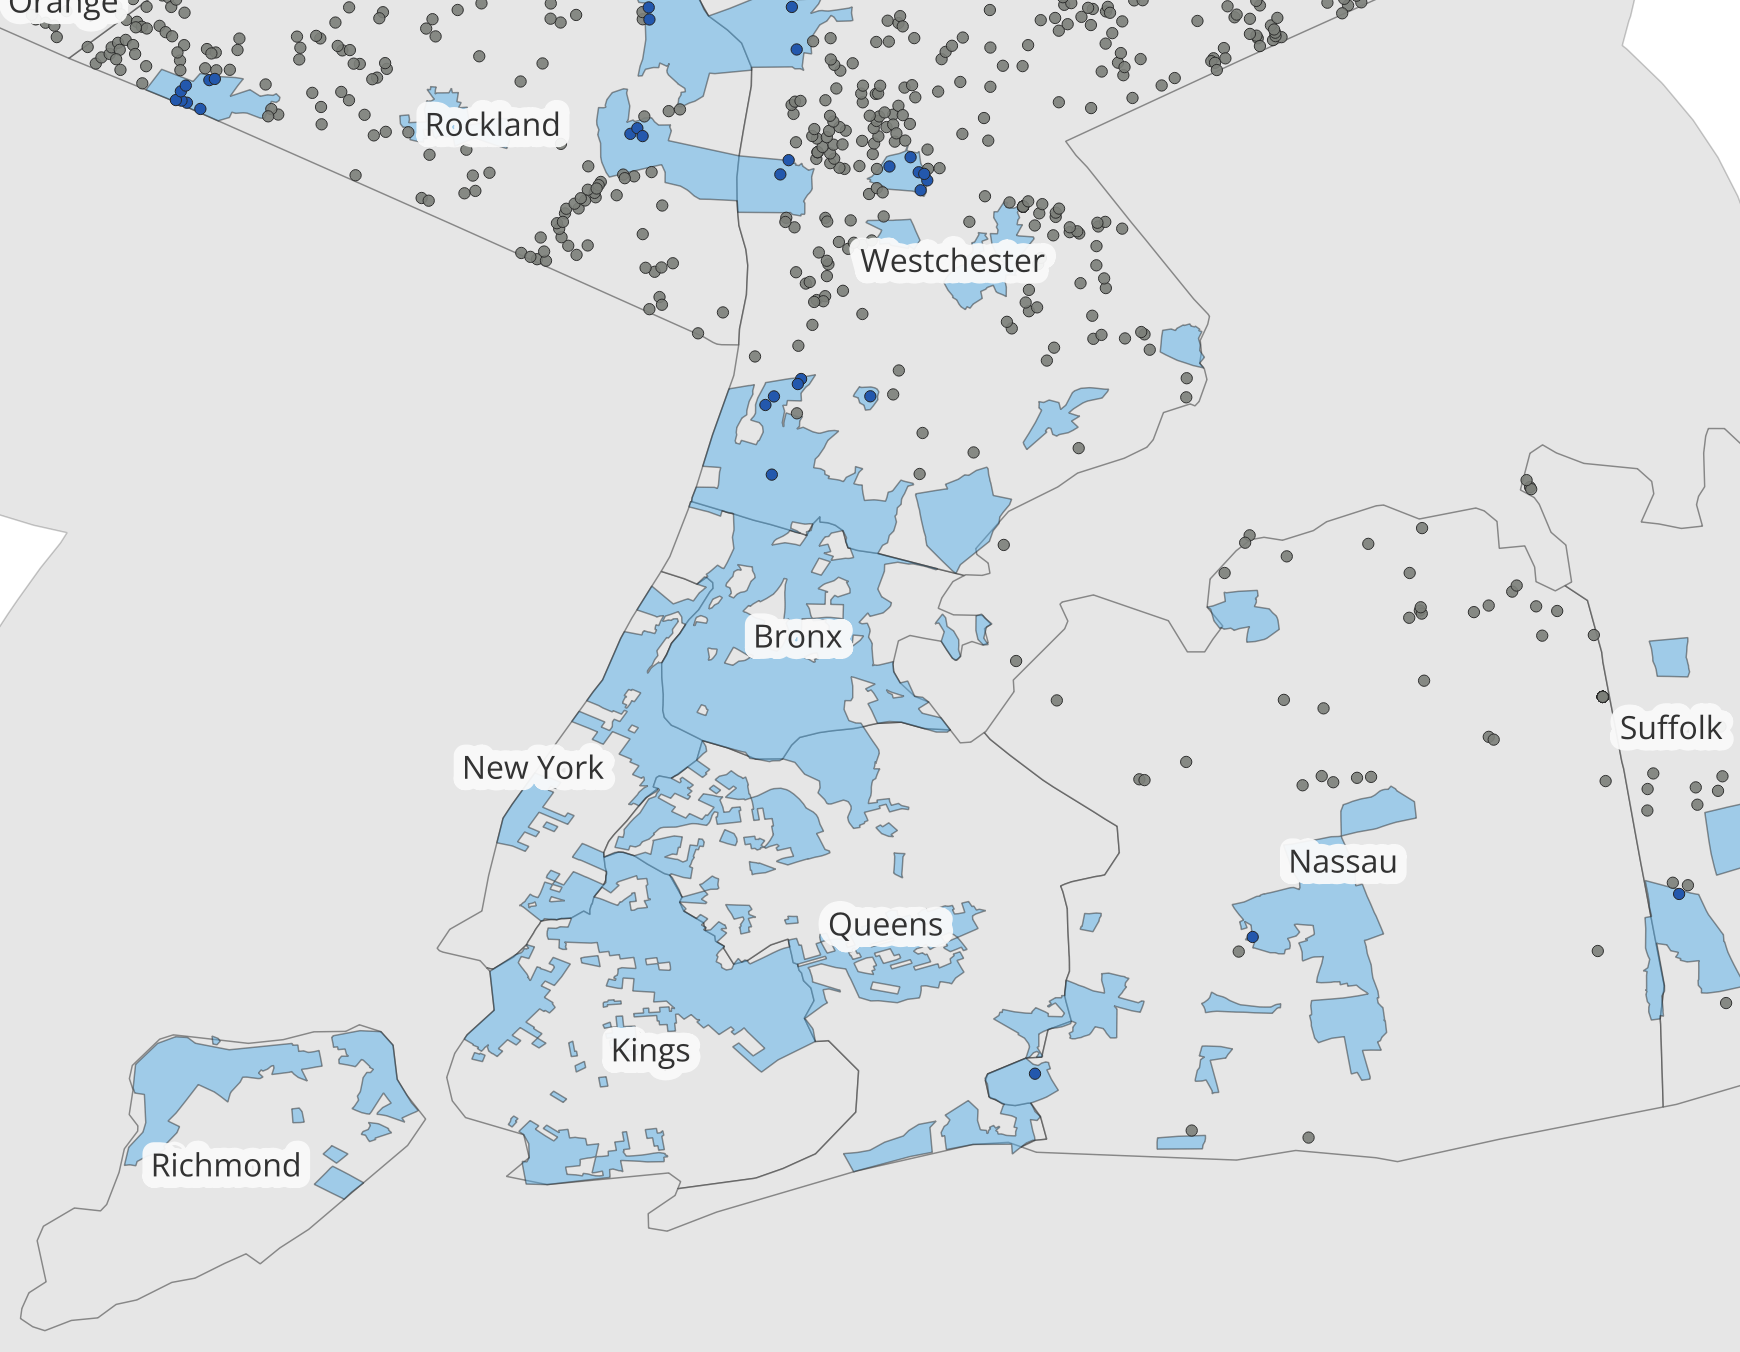 Orange
Rockland
Westchester
Bronx
Suffolk
New York
Nassau
Queens
Kings
Richmond